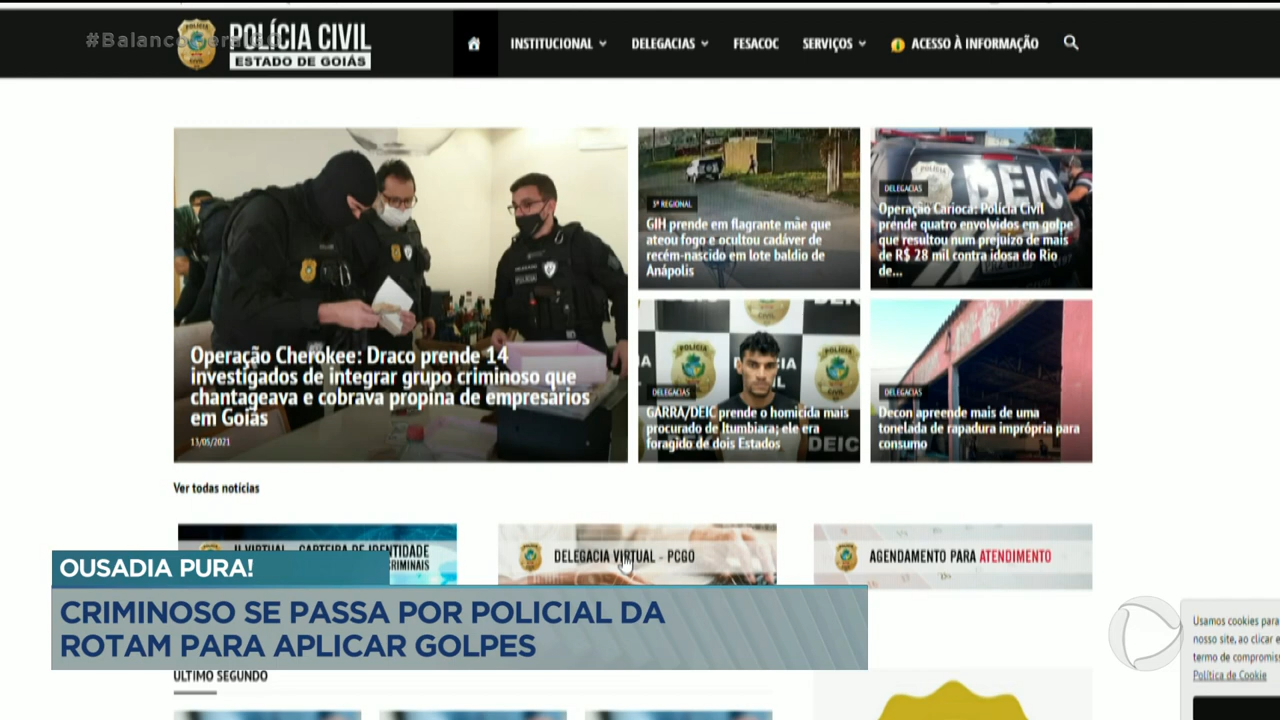 #BalancoGeralGO
POLÍCIA CIVIL
ESTADO DE GOIÁS
INSTITUCIONAL
DELEGACIAS
FESACOC
SERVIÇOS
ACESSO À INFORMAÇÃO
Operação Cherokee: Draco prende 14
investigados de integrar grupo criminoso que
chantageava e cobrava propina de empresários
em Goiás
13/05/2021
3ª REGIONAL
GIH prende em flagrante mãe que
ateou fogo e ocultou cadáver de
recém-nascido em lote baldio de
Anápolis
DEIC
DELEGACIAS
Operação Carioca: Polícia Civil
prende quatro envolvidos em golpe
que resultou num prejuízo de mais
de R$ 28 mil contra idosa do Rio
de...
DELEGACIAS
GARRA/DEIC prende o homicida mais
procurado de Itumbiara; ele era
foragido de dois Estados
DEIC
DELEGACIAS
Decon apreende mais de uma
tonelada de rapadura imprópria para
consumo
Ver todas notícias
DELEGACIA VIRTUAL - PCGO
AGENDAMENTO PARA ATENDIMENTO
OUSADIA PURA!
CRIMINOSO SE PASSA POR POLICIAL DA
ROTAM PARA APLICAR GOLPES
ÚLTIMO SEGUNDO
Usamos cookies para
nosso site, ao clicar e
termo de compromiss
Política de Cookie